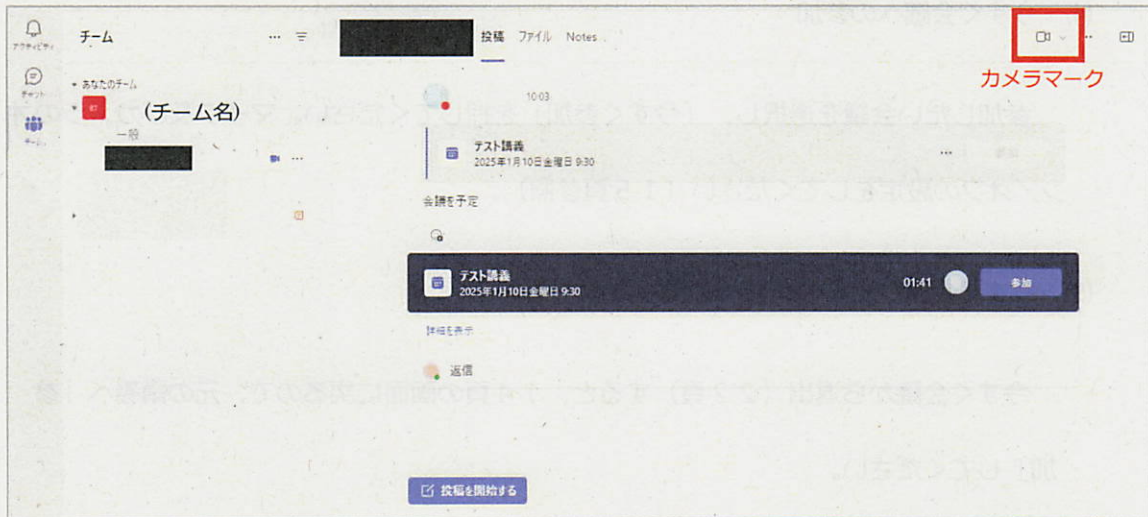 アクティビティ
チーム
投稿 ファイル Notes
カメラマーク
チャット
あなたのチーム
(チーム名)
チーム
一般
10:03
テスト講義
2025年1月10日金曜日 9:30
会議を予定
テスト講義
2025年1月10日金曜日 9:30
01:41
参加
詳細を表示
返信
投稿を開始する